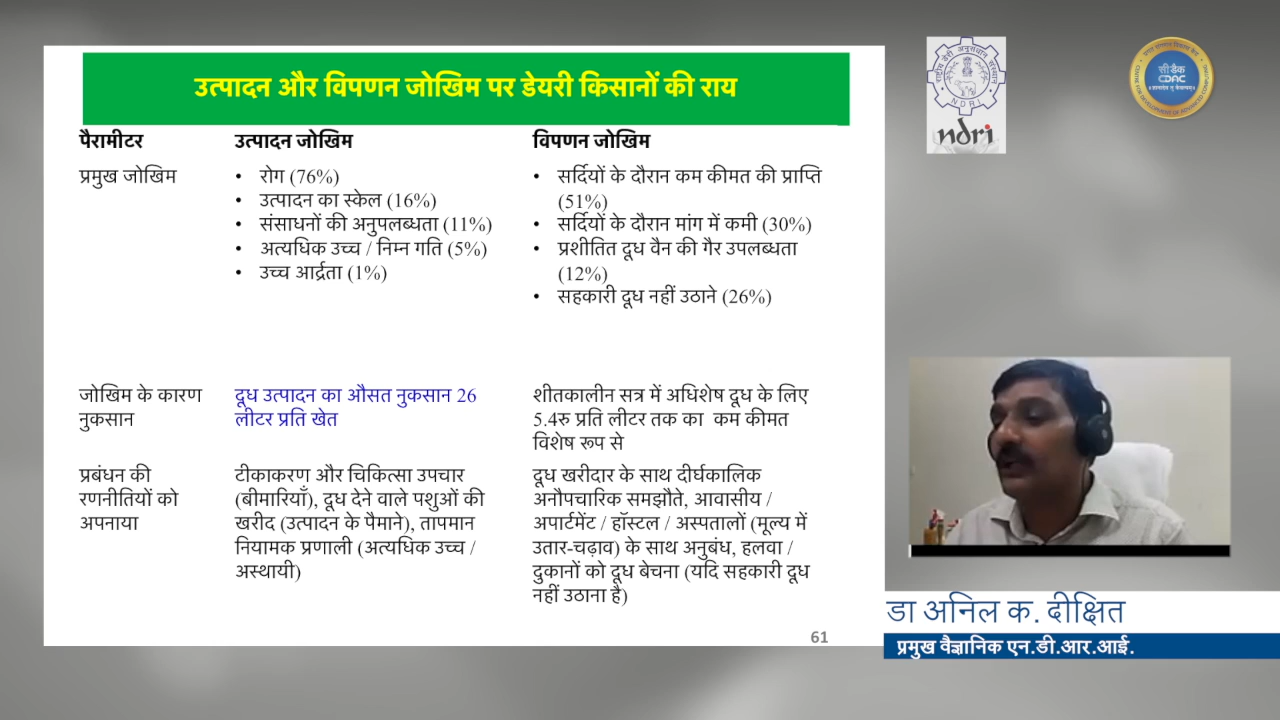 उत्पादन और विपणन जोखिम पर डेयरी किसानों की राय
पैरामीटर
उत्पादन जोखिम
विपणन जोखिम
प्रमुख जोखिम
• रोग (76%)
• उत्पादन का स्केल (16%)
• संसाधनों की अनुपलब्धता (11%)
• अत्यधिक उच्च / निम्न गति (5%)
• उच्च आर्द्रता (1%)
• सर्दियों के दौरान कम कीमत की प्राप्ति
(51%)
• सर्दियों के दौरान मांग में कमी (30%)
• प्रशीतित दूध वैन की गैर उपलब्धता
(12%)
• सहकारी दूध नहीं उठाने (26%)
जोखिम के कारण
नुकसान
दूध उत्पादन का औसत नुकसान 26
लीटर प्रति खेत
शीतकालीन सत्र में अधिशेष दूध के लिए
5.4रु प्रति लीटर तक का कम कीमत
विशेष रूप से
प्रबंधन की
रणनीतियों को
अपनाया
टीकाकरण और चिकित्सा उपचार
(बीमारियाँ), दूध देने वाले पशुओं की
खरीद (उत्पादन के पैमाने), तापमान
नियामक प्रणाली (अत्यधिक उच्च /
अस्थायी)
दूध खरीदार के साथ दीर्घकालिक
अनौपचारिक समझौते, आवासीय /
अपार्टमेंट / हॉस्टल / अस्पतालों (मूल्य में
उतार-चढ़ाव) के साथ अनुबंध, हलवा /
दुकानों को दूध बेचना (यदि सहकारी दूध
नहीं उठाना है)
61
NDRI
ndri
सी डैक
CDAC
डा अनिल क. दीक्षित
प्रमुख वैज्ञानिक एन.डी.आर.आई.